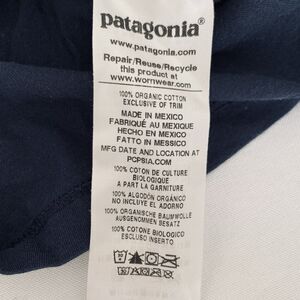 patagonia®
www.patagonia.com
Repair/Reuse/Recycle
this product at
www.wornwear.com
100% ORGANIC COTTON
EXCLUSIVE OF TRIM
MADE IN MEXICO
FABRIQUÉ AU MEXIQUE
HECHO EN MEXICO
FATTO IN MESSICO
MFG DATE AND LOCATION AT
PCPSIA.COM
100% COTON DE CULTURE
BIOLOGIQUE
A PART LA GARNITURE
100% ALGODÓN ORGÁNICO
NO INCLUYE EL ADORNO
100% ORGANISCHE BAUMWOLLE
AUSGENOMMEN BESATZ
100% COTONE BIOLOGICO
ESCLUSO INSERTO